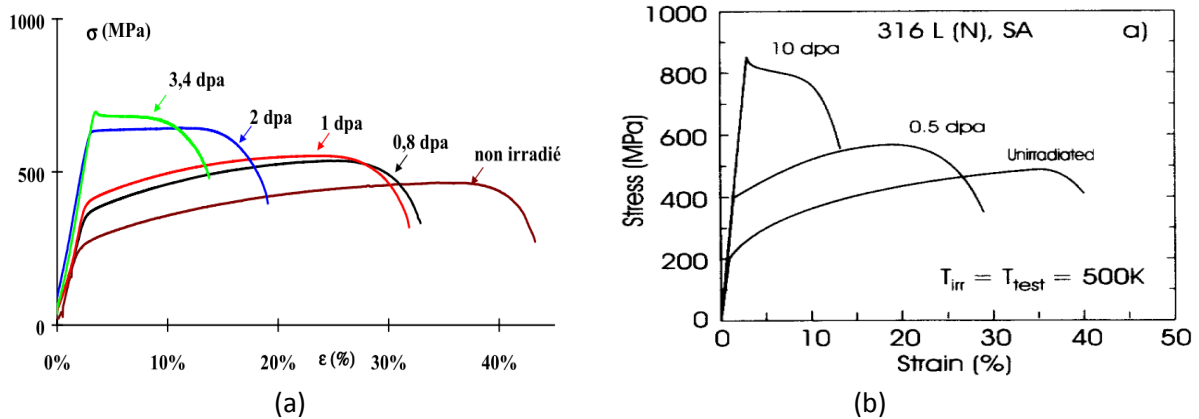 1000
σ (MPa)
3,4 dpa
2 dpa
1 dpa
0,8 dpa
non irradié
500
0
0%
10%
20%
ε (%)
30%
40%
(a)
1000
316 L (N), SA
a)
10 dpa
800
0.5 dpa
600
Unirradiated
Stress (MPa)
400
200
T irr = T test = 500K
0
0
10
20
30
40
50
Strain (%)
(b)